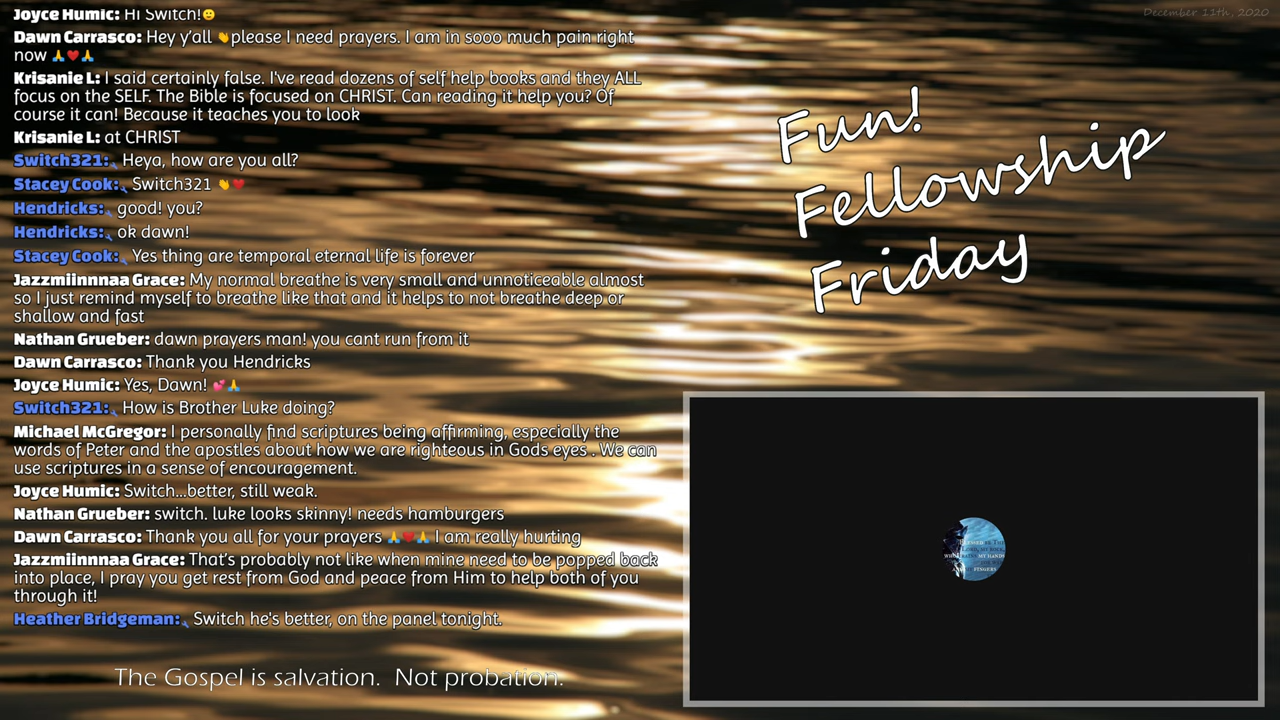 Joyce Humic: Hi Switch!🙂
Dawn Carrasco: Hey y'all 👋please I need prayers. I am in sooo much pain right
now 🙏❤️🙏
Krisanie L: I said certainly false. I've read dozens of self help books and they ALL
focus on the SELF. The Bible is focused on CHRIST. Can reading it help you? Of
course it can! Because it teaches you to look
Krisanie L: at CHRIST
Switch321: Heya, how are you all?
Stacey Cook: Switch321 👋❤️
Hendricks: good! you?
Hendricks: ok dawn!
Stacey Cook: Yes thing are temporal eternal life is forever
Jazzmiinnnaa Grace: My normal breathe is very small and unnoticeable almost
so I just remind myself to breathe like that and it helps to not breathe deep or
shallow and fast
Nathan Grueber: dawn prayers man! you cant run from it
Dawn Carrasco: Thank you Hendricks
Joyce Humic: Yes, Dawn! 💕🙏
Switch321: How is Brother Luke doing?
Michael McGregor: I personally find scriptures being affirming, especially the
words of Peter and the apostles about how we are righteous in Gods eyes . We can
use scriptures in a sense of encouragement.
Joyce Humic: Switch...better, still weak.
Nathan Grueber: switch. luke looks skinny! needs hamburgers
Dawn Carrasco: Thank you all for your prayers 🙏❤️🙏 I am really hurting
Jazzmiinnnaa Grace: That's probably not like when mine need to be popped back
into place, I pray you get rest from God and peace from Him to help both of you
through it!
Heather Bridgeman: Switch he's better, on the panel tonight.
The Gospel is salvation.  Not probation.
December 11th, 2020
Fun!
Fellowship
Friday
Blessed
my hands
fingers